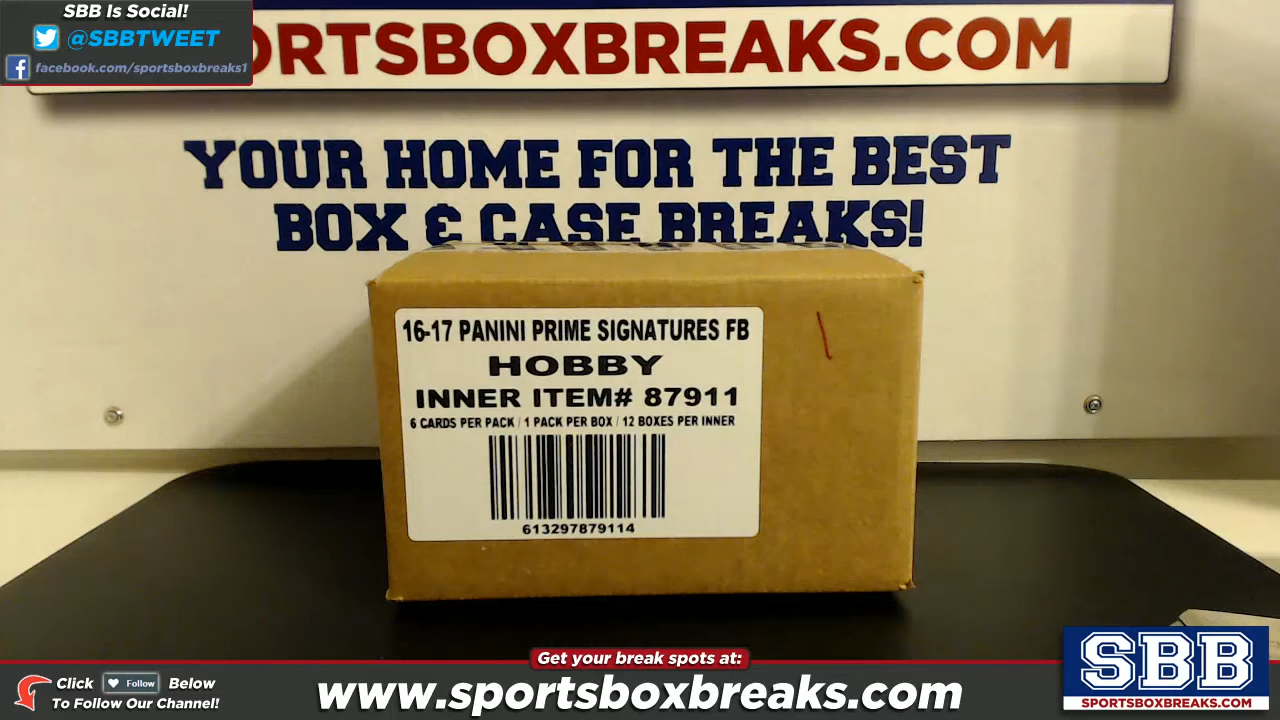 SBB Is Social!
@SBBTWEET
facebook.com/sportsboxbreaks1
ORTSBOXBREAKS.COM
YOUR HOME FOR THE BEST
BOX & CASE BREAKS!
16-17 PANINI PRIME SIGNATURES FB
HOBBY
INNER ITEM# 87911
6 CARDS PER PACK / 1 PACK PER BOX / 12 BOXES PER INNER
613297879114
Get your break spots at:
Click Follow Below
To Follow Our Channel!
www.sportsboxbreaks.com
SBB
SPORTSBOXBREAKS.COM